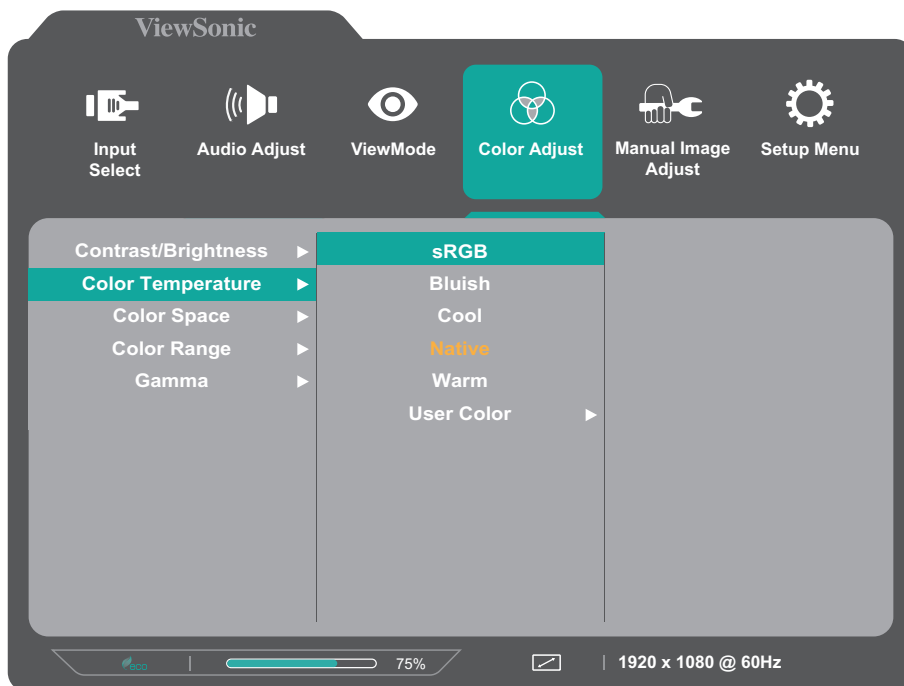 ViewSonic
Input Select
Audio Adjust
ViewMode
Color Adjust
Manual Image Adjust
Setup Menu
Contrast/Brightness
Color Temperature
Color Space
Color Range
Gamma
sRGB
Bluish
Cool
Native
Warm
User Color
eco
75%
1920 x 1080 @ 60Hz